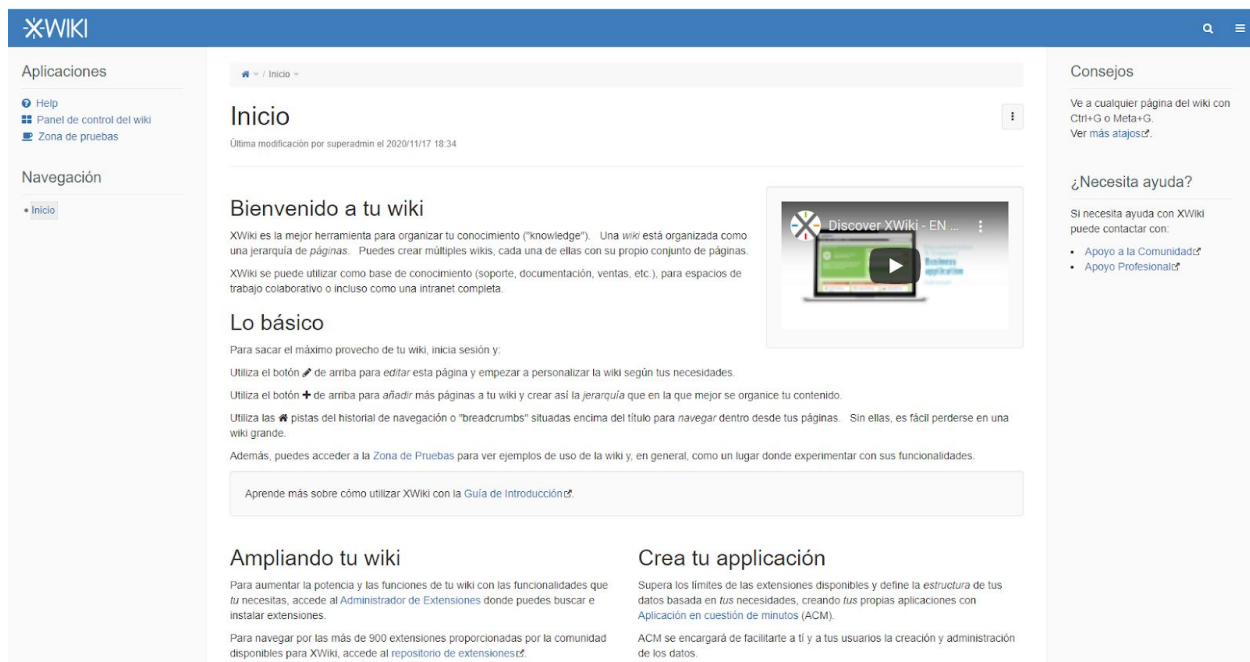 XWIKI
Aplicaciones
Help
Panel de control del wiki
Zona de pruebas
Navegación
Inicio
/ Inicio
Inicio
Última modificación por superadmin el 2020/11/17 18:34
Bienvenido a tu wiki
XWiki es la mejor herramienta para organizar tu conocimiento ("knowledge"). Una wiki está organizada como
una jerarquía de páginas. Puedes crear múltiples wikis, cada una de ellas con su propio conjunto de páginas.
XWiki se puede utilizar como base de conocimiento (soporte, documentación, ventas, etc.), para espacios de
trabajo colaborativo o incluso como una intranet completa.
Discover XWiki - EN ...
Business
application
Lo básico
Para sacar el máximo provecho de tu wiki, inicia sesión y:
Utiliza el botón de arriba para editar esta página y empezar a personalizar la wiki según tus necesidades.
Utiliza el botón de arriba para añadir más páginas a tu wiki y crear así la jerarquía que en la que mejor se organice tu contenido.
Utiliza las pistas del historial de navegación o "breadcrumbs" situadas encima del título para navegar dentro desde tus páginas. Sin ellas, es fácil perderse en una
wiki grande.
Además, puedes acceder a la Zona de Pruebas para ver ejemplos de uso de la wiki y, en general, como un lugar donde experimentar con sus funcionalidades.
Aprende más sobre cómo utilizar XWiki con la Guía de Introducción.
Ampliando tu wiki
Para aumentar la potencia y las funciones de tu wiki con las funcionalidades que
tu necesitas, accede al Administrador de Extensiones donde puedes buscar e
instalar extensiones.
Para navegar por las más de 900 extensiones proporcionadas por la comunidad
disponibles para XWiki, accede al repositorio de extensiones.
Crea tu applicación
Supera los límites de las extensiones disponibles y define la estructura de tus
datos basada en tus necesidades, creando tus propias aplicaciones con
Aplicación en cuestión de minutos (ACM).
ACM se encargará de facilitarte a tí y a tus usuarios la creación y administración
de los datos.
Consejos
Ve a cualquier página del wiki con
Ctrl+G o Meta+G.
Ver más atajos.
¿Necesita ayuda?
Si necesita ayuda con XWiki
puede contactar con:
Apoyo a la Comunidad
Apoyo Profesional